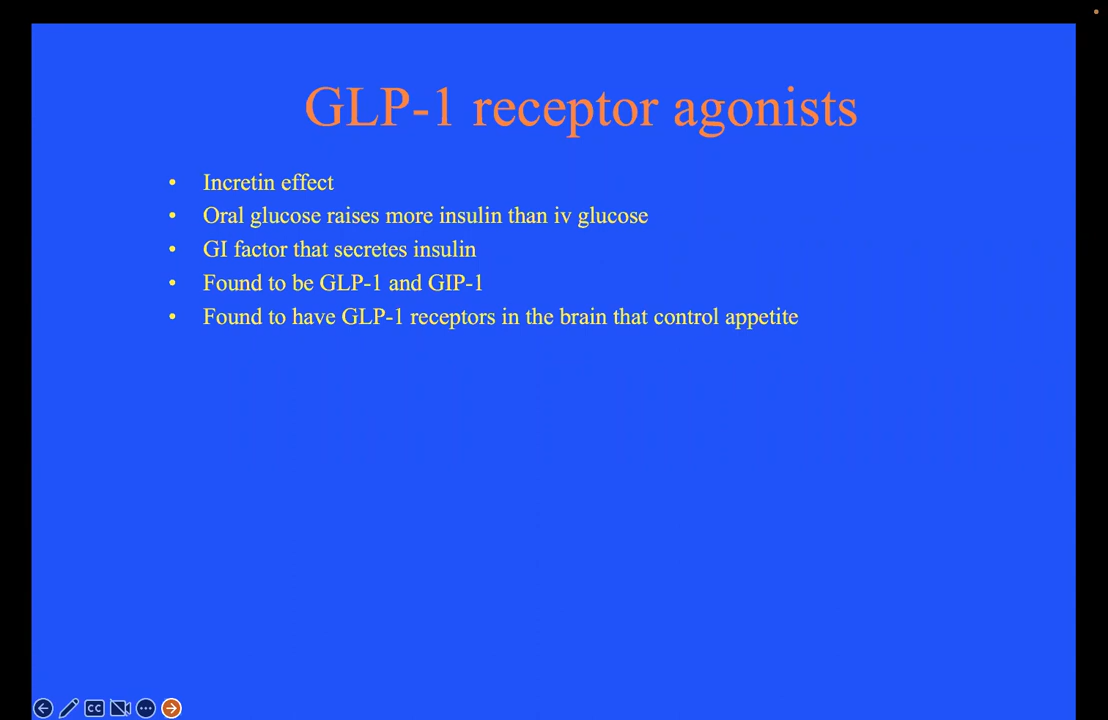 GLP-1 receptor agonists
• Incretin effect
• Oral glucose raises more insulin than iv glucose
• GI factor that secretes insulin
• Found to be GLP-1 and GIP-1
• Found to have GLP-1 receptors in the brain that control appetite
CC